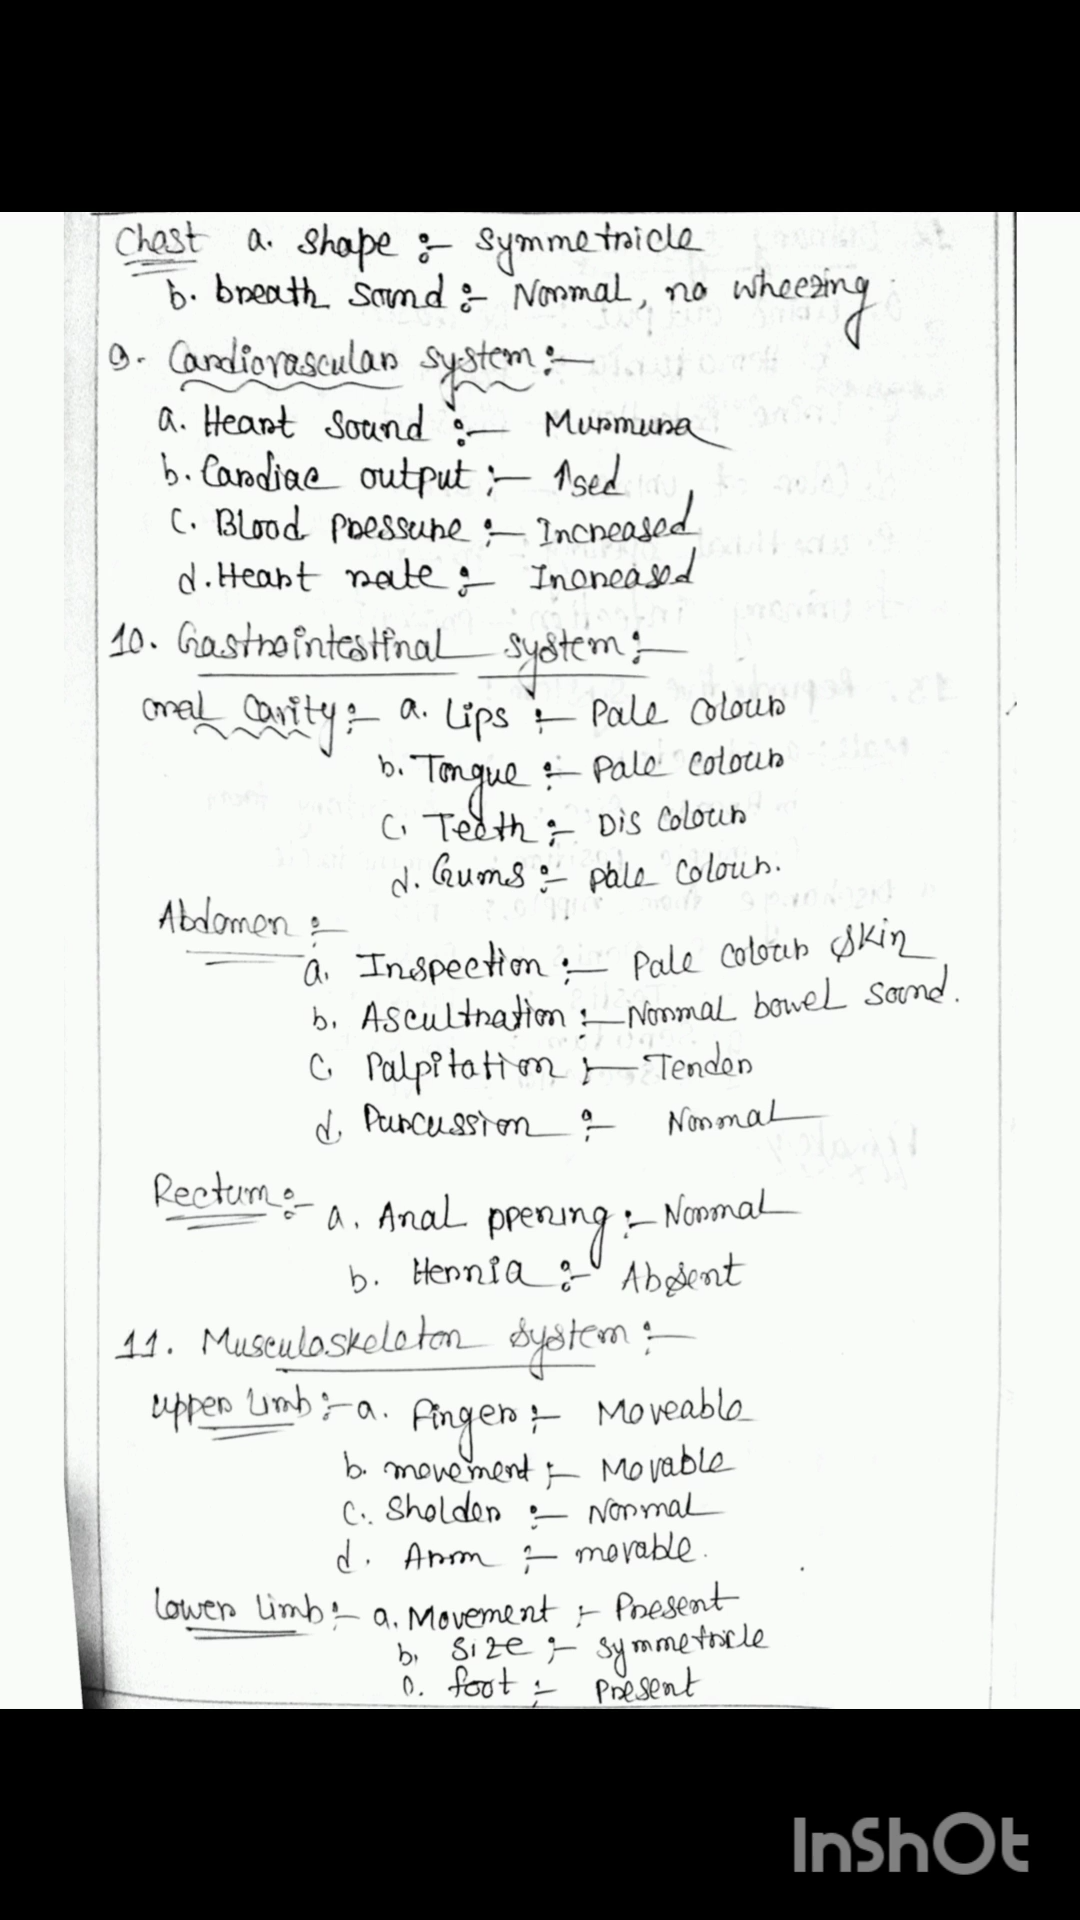 Chest a. shape :- symmetricle
b. breath sound :- Normal, no wheezing
9. Cardiovascular system :-
a. Heart Sound :- Murmura
b. Cardiac output :- ↑sed
C. Blood Pressure :- Increased
d. Heart rate :- Increased
10. Gastrointestinal system :-
oral Cavity :- a. Lips :- Pale Colour
b. Tongue :- Pale colour
C. Teeth :- Dis Colour
d. Gums :- pale Colour.
Abdomen :-
a. Inspection :- Pale Colour Skin
b. Ascultration :- Normal bowel sound.
C. Palpitation :- Tender
d. Purcussion :- Normal
Rectum :- a. Anal ppening :- Normal
b. Hernia :- Absent
11. Musculoskeleton System :-
upper Limb :- a. finger :- Moveable
b. movement :- Movable
C. Sholder :- Normal
d. Arm :- movable.
Lower limb :- a. Movement :- Present
b. Size :- symmetricle
c. foot :- Present
InShOt